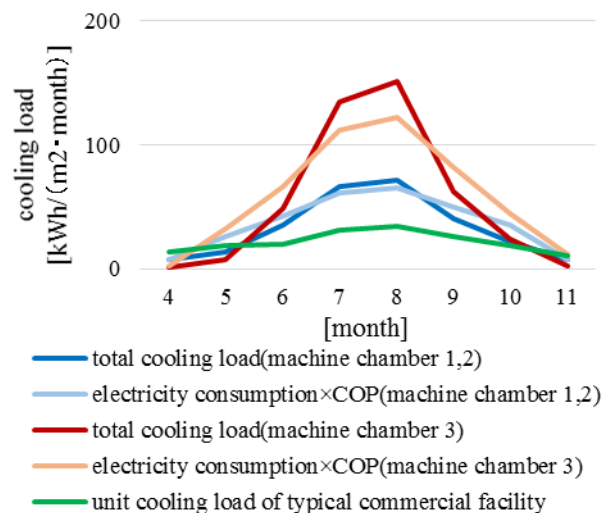 200
100
0
cooling load
[kWh/(m2・month)]
4 5 6 7 8 9 10 11
[month]
total cooling load(machine chamber 1,2)
electricity consumption×COP(machine chamber 1,2)
total cooling load(machine chamber 3)
electricity consumption×COP(machine chamber 3)
unit cooling load of typical commercial facility